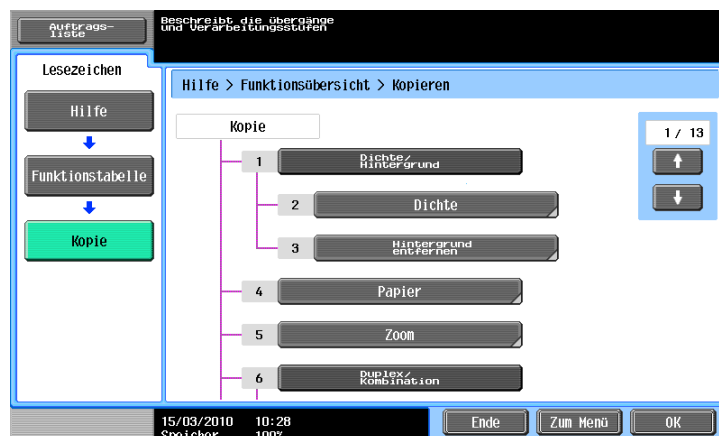 Auftrags-
liste
Beschreibt die übergänge
und Verarbeitungsstüfen
Lesezeichen
Hilfe
Funktionstabelle
Kopie
Hilfe > Funktionsübersicht > Kopieren
Kopie
1 / 13
1 Dichte/
Hintergrund
2 Dichte
3 Hintergrund
entfernen
4 Papier
5 Zoom
6 Duplex/
Kombination
15/03/2010 10:28
Speicher 100%
Ende
Zum Menü
OK